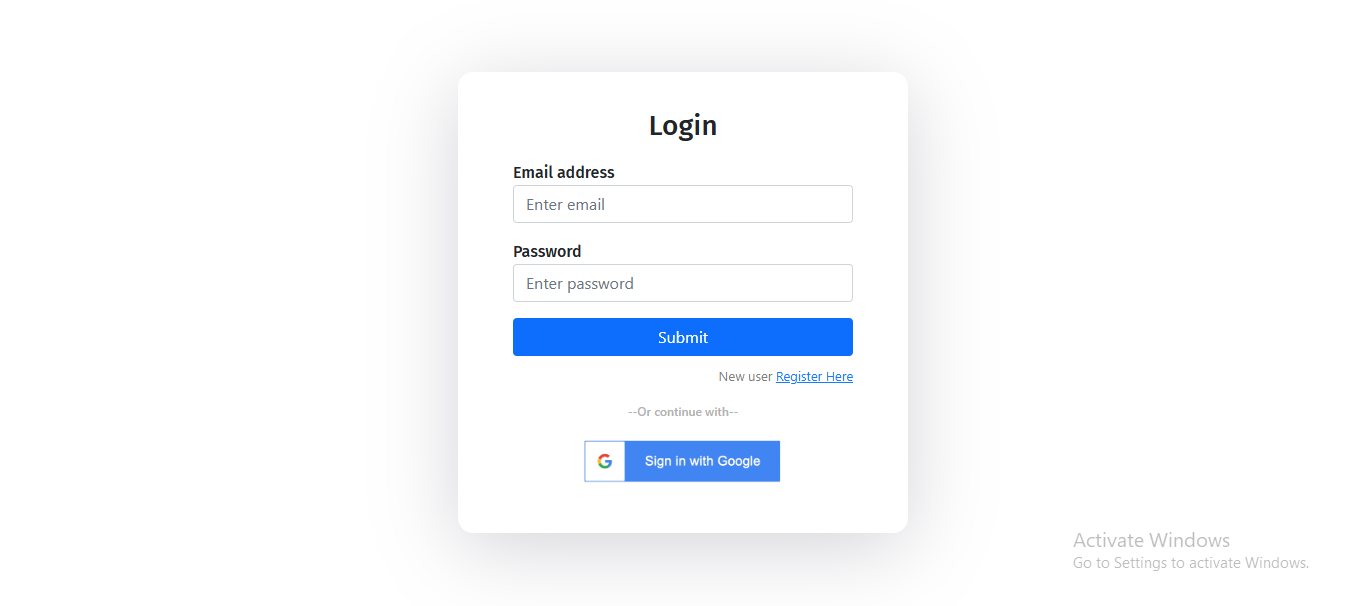 Login
Email address
Enter email
Password
Enter password
Submit
New user Register Here
--Or continue with--
G Sign in with Google
Activate Windows
Go to Settings to activate Windows.